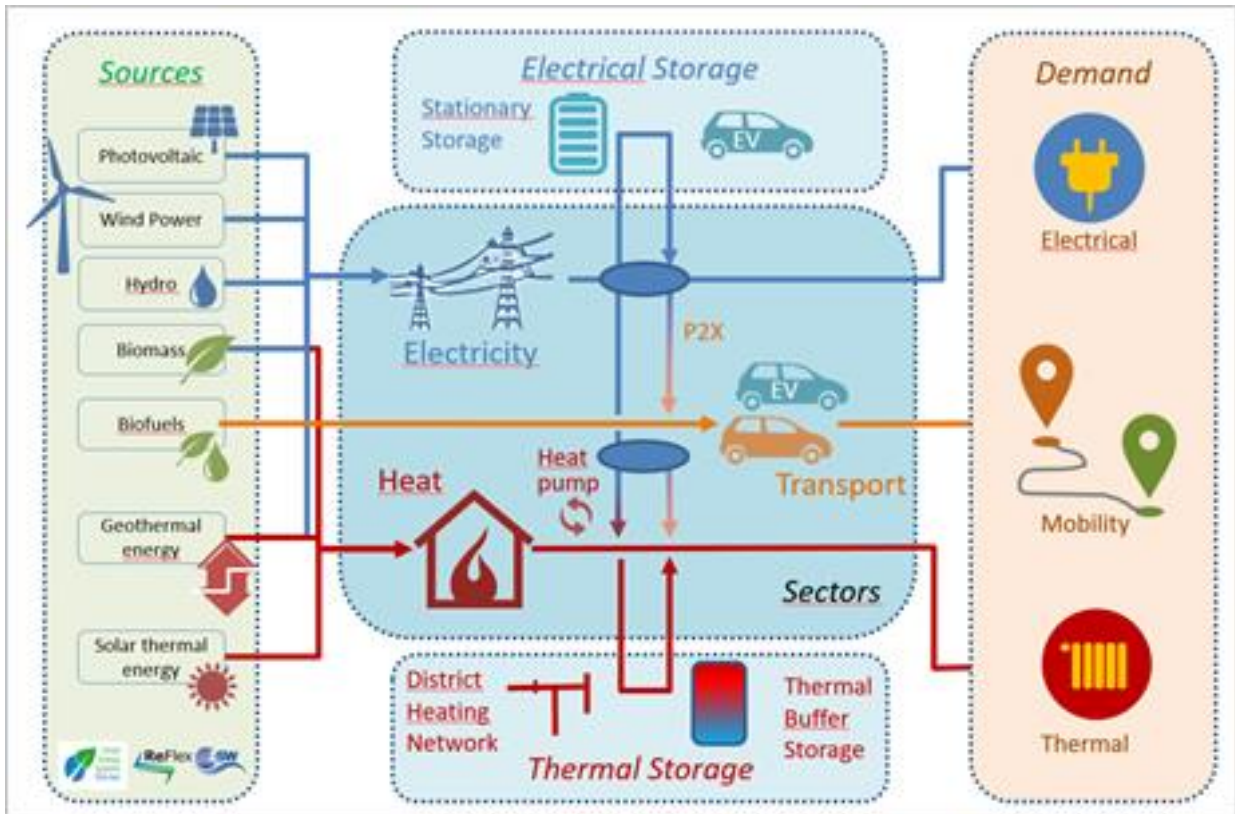 Sources
Photovoltaic
Wind Power
Hydro
Biomass
Biofuels
Geothermal
energy
Solar thermal
energy
ReFlex
Electrical Storage
Stationary
Storage
EV
Electricity
P2X
EV
Heat
Heat
pump
Transport
Sectors
District
Heating
Network
Thermal
Buffer
Storage
Thermal Storage
Demand
Electrical
Mobility
Thermal